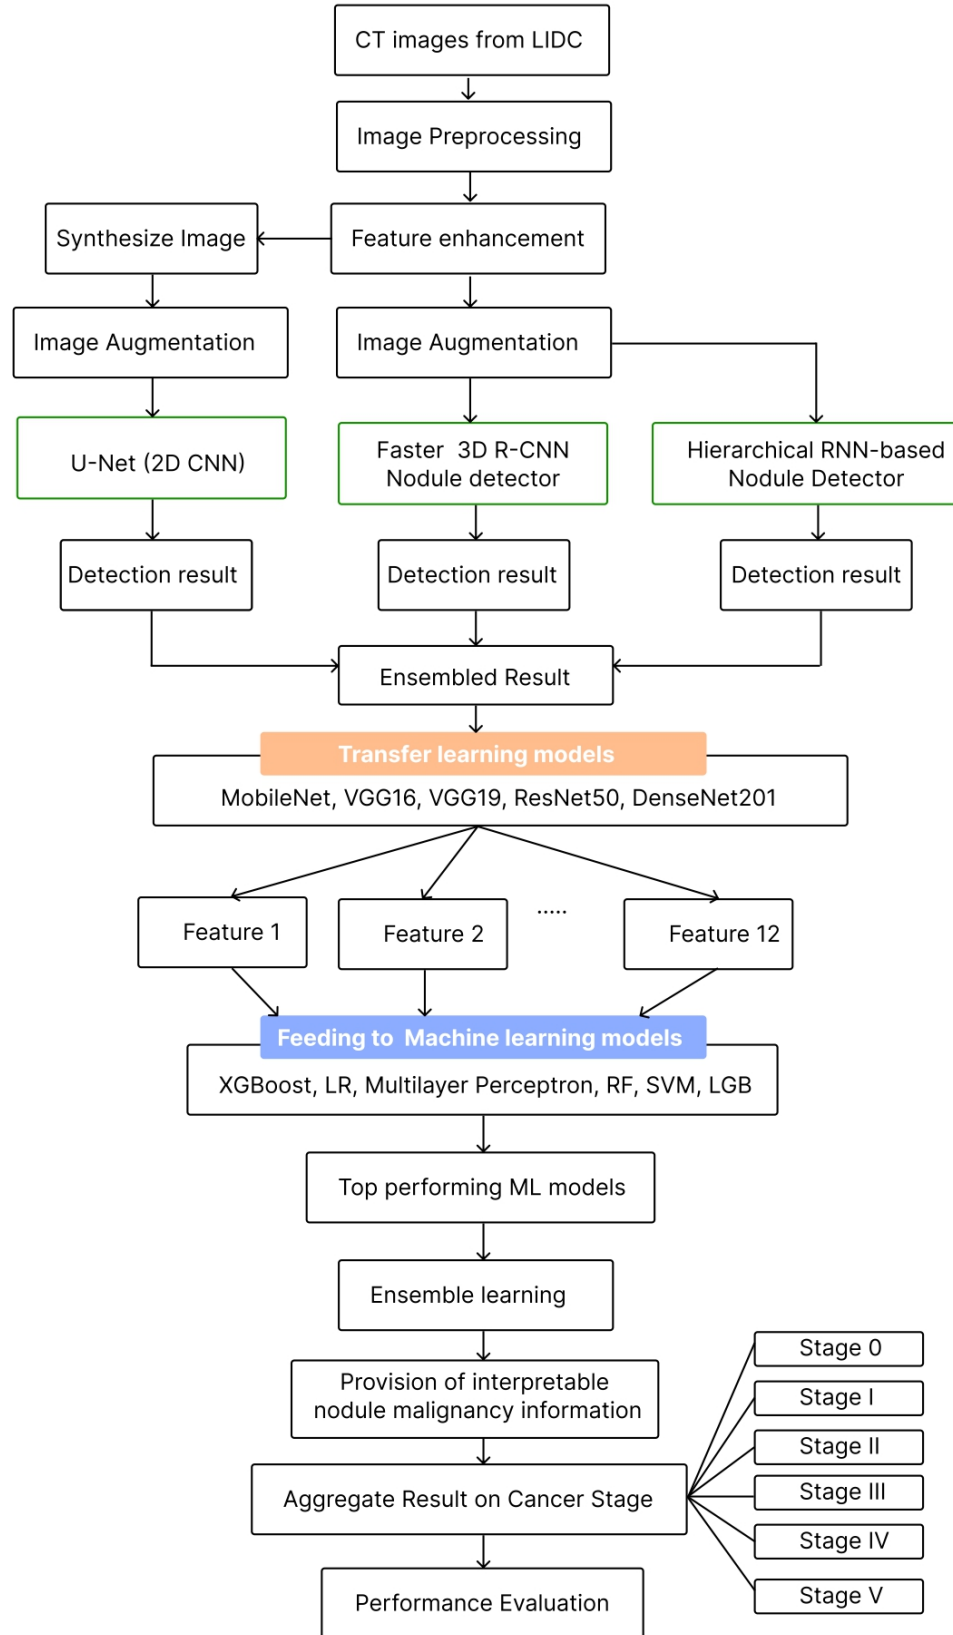 CT images from LIDC
Image Preprocessing
Synthesize Image
Feature enhancement
Image Augmentation
Image Augmentation
U-Net (2D CNN)
Faster 3D R-CNN
Nodule detector
Hierarchical RNN-based
Nodule Detector
Detection result
Detection result
Detection result
Ensembled Result
Transfer learning models
MobileNet, VGG16, VGG19, ResNet50, DenseNet201
Feature 1
Feature 2
.....
Feature 12
Feeding to Machine learning models
XGBoost, LR, Multilayer Perceptron, RF, SVM, LGB
Top performing ML models
Ensemble learning
Provision of interpretable
nodule malignancy information
Aggregate Result on Cancer Stage
Stage 0
Stage I
Stage II
Stage III
Stage IV
Stage V
Performance Evaluation